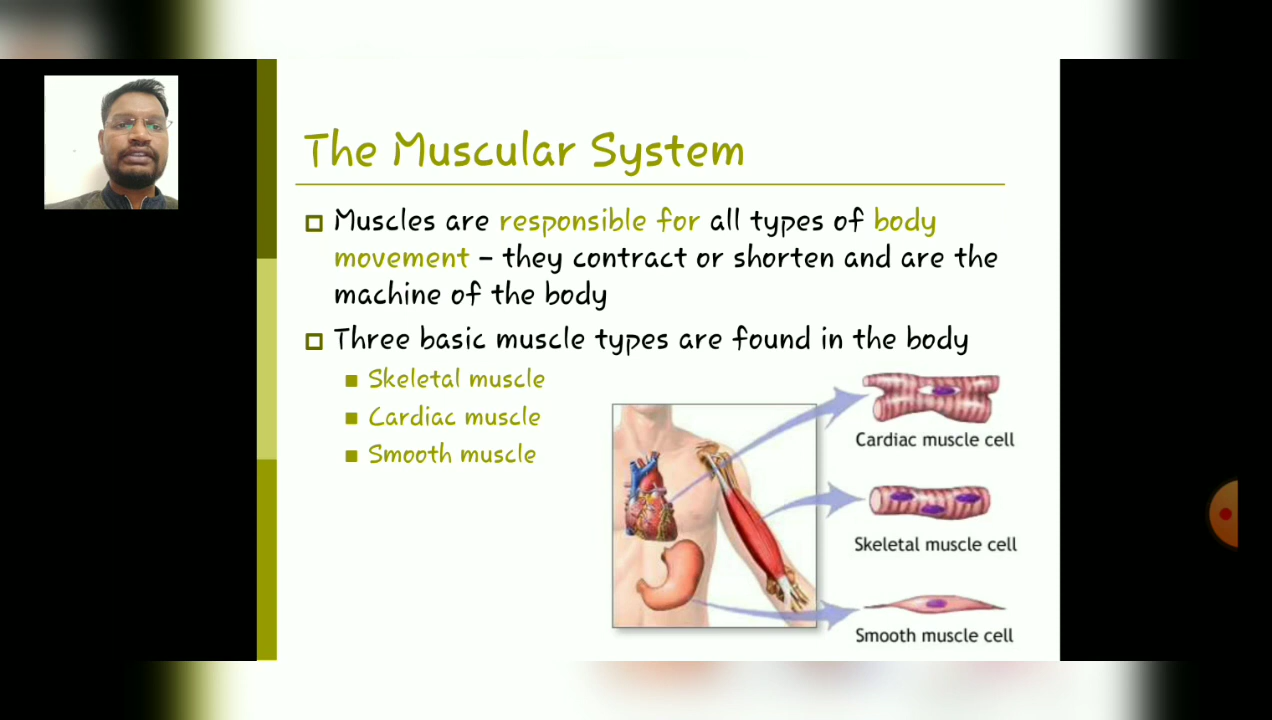 The Muscular System
Muscles are responsible for all types of body
movement – they contract or shorten and are the
machine of the body
Three basic muscle types are found in the body
Skeletal muscle
Cardiac muscle
Smooth muscle
Cardiac muscle cell
Skeletal muscle cell
Smooth muscle cell